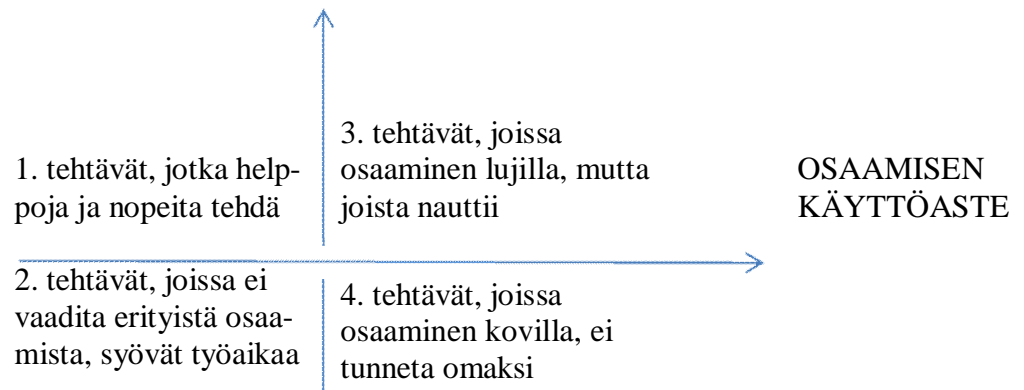 3. tehtävät, joissa
osaaminen lujilla, mutta
joista nauttii
1. tehtävät, jotka help-
poja ja nopeita tehdä
OSAAMISEN
KÄYTTÖASTE
2. tehtävät, joissa ei
vaadita erityistä osaa-
mista, syövät työaikaa
4. tehtävät, joissa
osaaminen kovilla, ei
tunneta omaksi